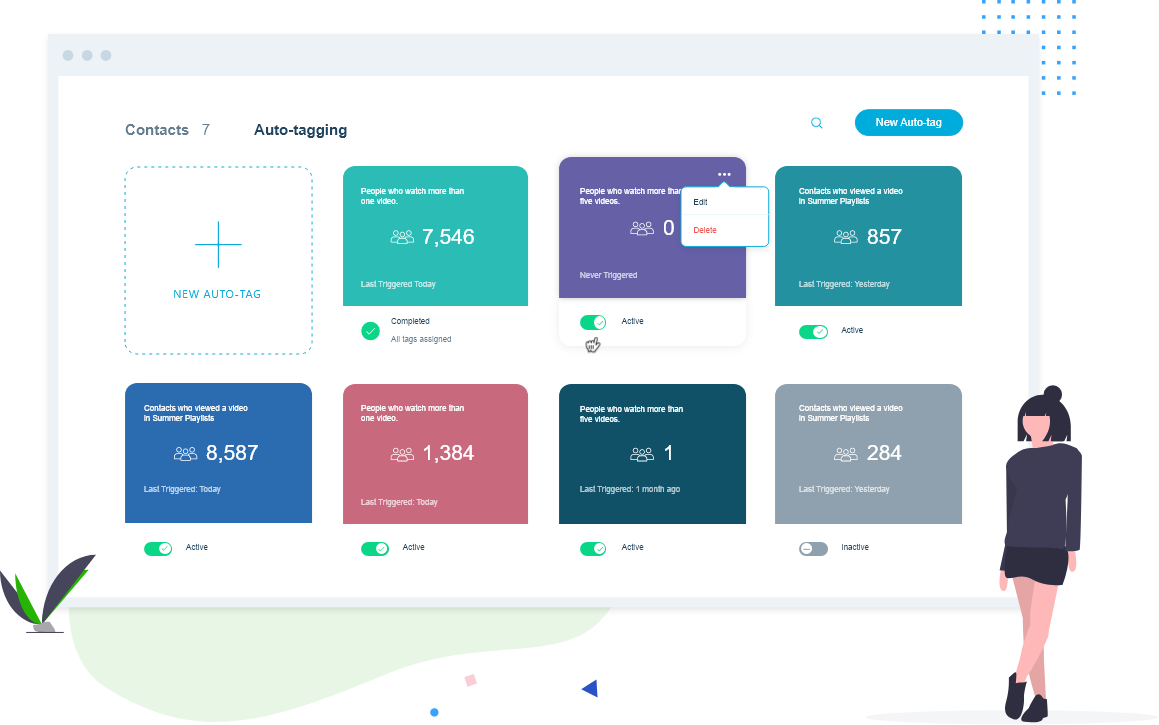 Contacts 7 Auto-tagging
New Auto-tag
NEW AUTO-TAG
People who watch more than
one video.
7,546
Last Triggered Today
Completed
All tags assigned
People who watch more than
five videos.
0
Never Triggered
Active
Edit
Delete
Contacts who viewed a video
in Summer Playlists
857
Last Triggered: Yesterday
Active
Contacts who viewed a video
in Summer Playlists
8,587
Last Triggered: Today
Active
People who watch more than
one video.
1,384
Last Triggered: Today
Active
People who watch more than
five videos.
1
Last Triggered: 1 month ago
Active
Contacts who viewed a video
in Summer Playlists
284
Last Triggered: Yesterday
Inactive